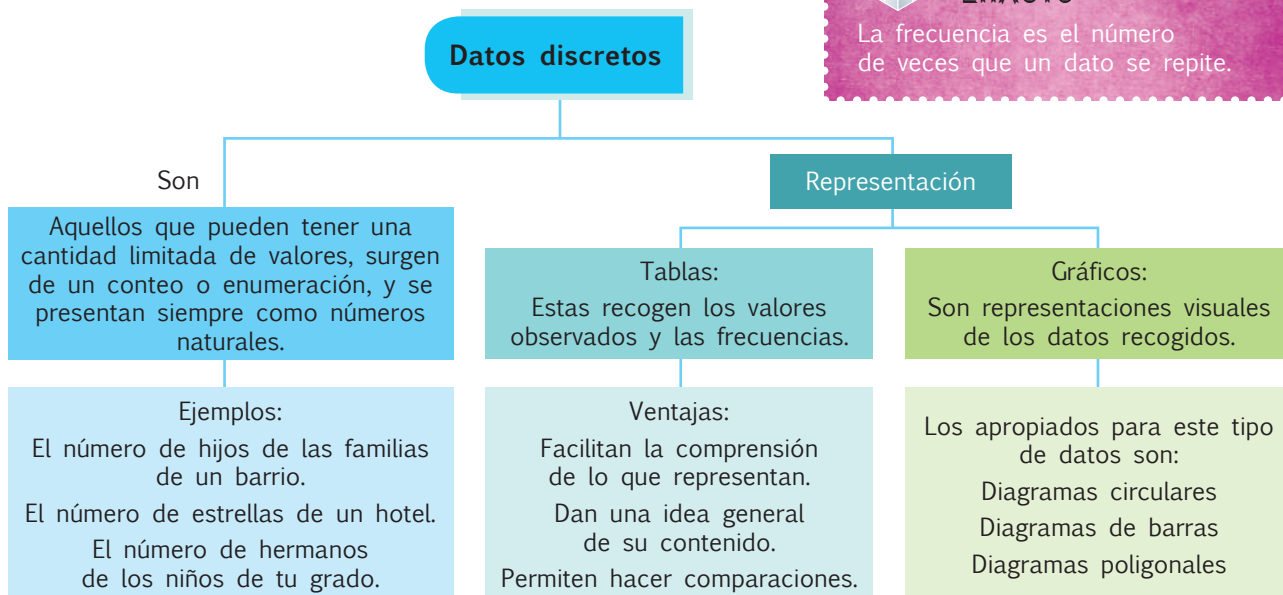 La frecuencia es el número
de veces que un dato se repite.
Datos discretos
Son
Aquellos que pueden tener una
cantidad limitada de valores, surgen
de un conteo o enumeración, y se
presentan siempre como números
naturales.
Ejemplos:
El número de hijos de las familias
de un barrio.
El número de estrellas de un hotel.
El número de hermanos
de los niños de tu grado.
Representación
Tablas:
Estas recogen los valores
observados y las frecuencias.
Ventajas:
Facilitan la comprensión
de lo que representan.
Dan una idea general
de su contenido.
Permiten hacer comparaciones.
Gráficos:
Son representaciones visuales
de los datos recogidos.
Los apropiados para este tipo
de datos son:
Diagramas circulares
Diagramas de barras
Diagramas poligonales